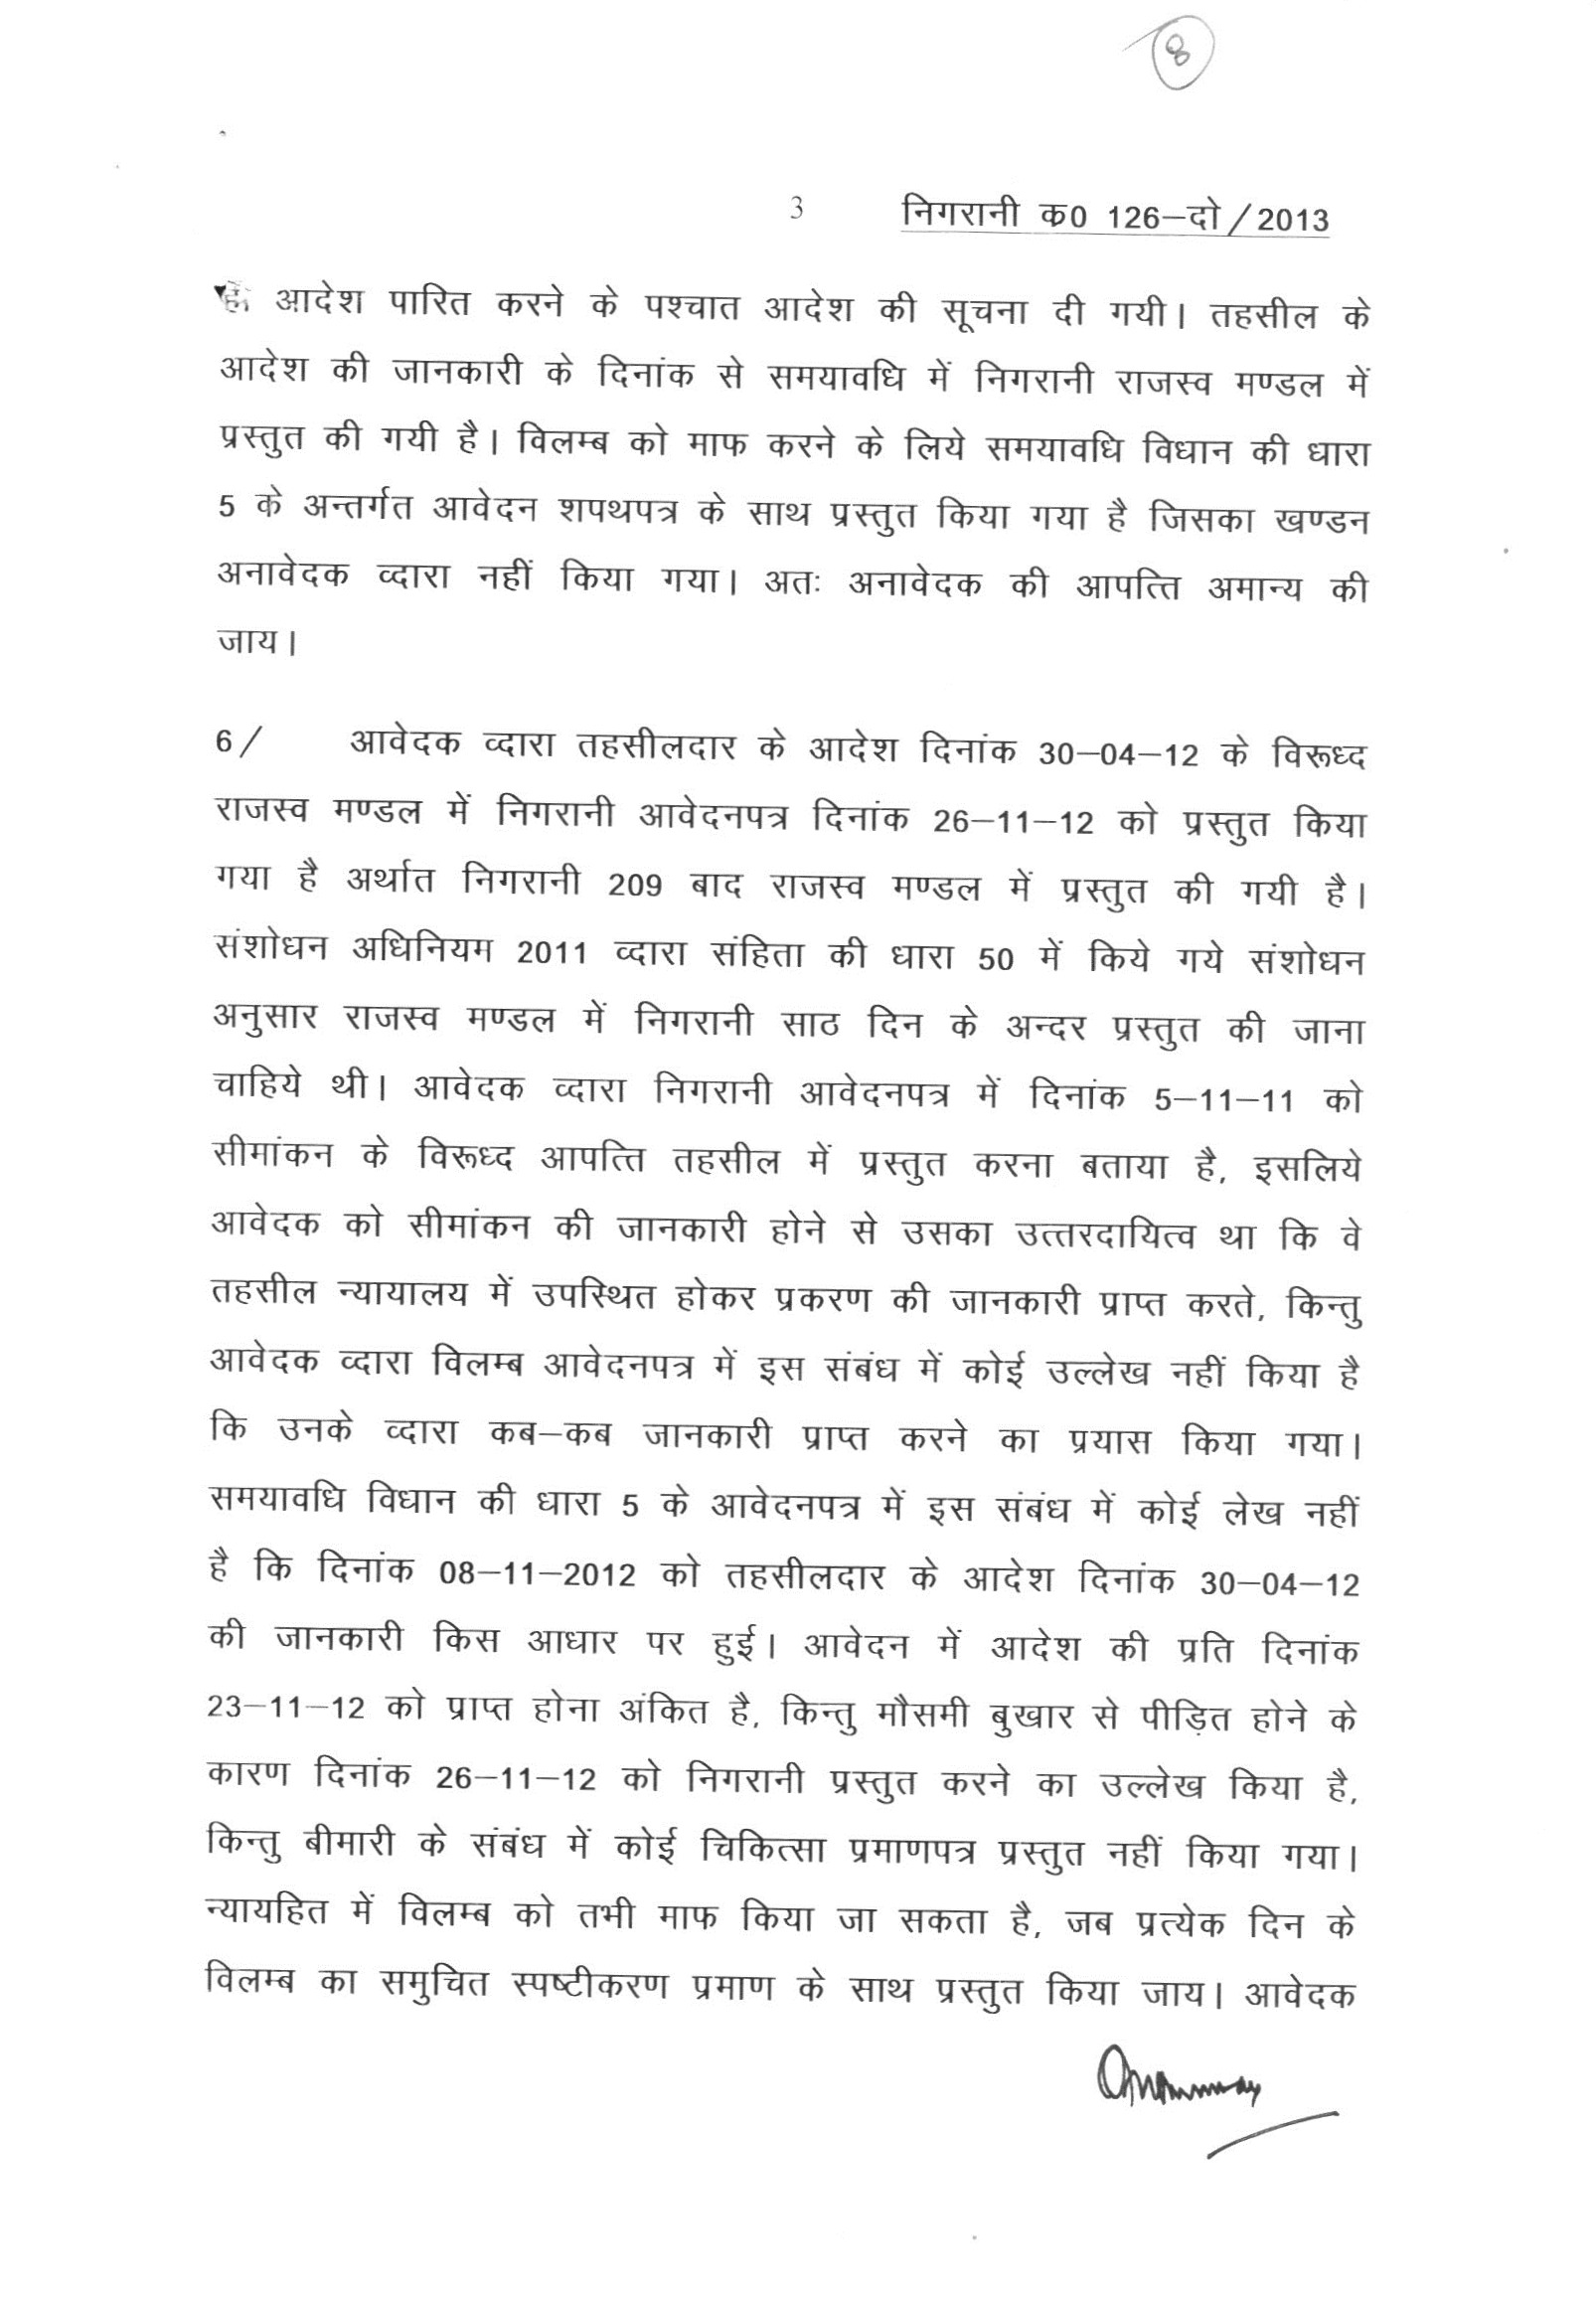 8
3 निगरानी क0 126–दो/2013
आदेश पारित करने के पश्चात आदेश की सूचना दी गयी। तहसील के
आदेश की जानकारी के दिनांक से समयावधि में निगरानी राजस्व मण्डल में
प्रस्तुत की गयी है। विलम्ब को माफ करने के लिये समयावधि विधान की धारा
5 के अन्तर्गत आवेदन शपथपत्र के साथ प्रस्तुत किया गया है जिसका खण्डन
अनावेदक व्दारा नहीं किया गया। अतः अनावेदक की आपत्ति अमान्य की
जाय।
6/ आवेदक व्दारा तहसीलदार के आदेश दिनांक 30–04–12 के विरूध्द
राजस्व मण्डल में निगरानी आवेदनपत्र दिनांक 26–11–12 को प्रस्तुत किया
गया है अर्थात निगरानी 209 बाद राजस्व मण्डल में प्रस्तुत की गयी है।
संशोधन अधिनियम 2011 व्दारा संहिता की धारा 50 में किये गये संशोधन
अनुसार राजस्व मण्डल में निगरानी साठ दिन के अन्दर प्रस्तुत की जाना
चाहिये थी। आवेदक व्दारा निगरानी आवेदनपत्र में दिनांक 5–11–11 को
सीमांकन के विरूध्द आपत्ति तहसील में प्रस्तुत करना बताया है, इसलिये
आवेदक को सीमांकन की जानकारी होने से उसका उत्तरदायित्व था कि वे
तहसील न्यायालय में उपस्थित होकर प्रकरण की जानकारी प्राप्त करते, किन्तु
आवेदक व्दारा विलम्ब आवेदनपत्र में इस संबंध में कोई उल्लेख नहीं किया है
कि उनके व्दारा कब–कब जानकारी प्राप्त करने का प्रयास किया गया।
समयावधि विधान की धारा 5 के आवेदनपत्र में इस संबंध में कोई लेख नहीं
है कि दिनांक 08–11–2012 को तहसीलदार के आदेश दिनांक 30–04–12
की जानकारी किस आधार पर हुई। आवेदन में आदेश की प्रति दिनांक
23–11–12 को प्राप्त होना अंकित है, किन्तु मौसमी बुखार से पीड़ित होने के
कारण दिनांक 26–11–12 को निगरानी प्रस्तुत करने का उल्लेख किया है,
किन्तु बीमारी के संबंध में कोई चिकित्सा प्रमाणपत्र प्रस्तुत नहीं किया गया।
न्यायहित में विलम्ब को तभी माफ किया जा सकता है, जब प्रत्येक दिन के
विलम्ब का समुचित स्पष्टीकरण प्रमाण के साथ प्रस्तुत किया जाय। आवेदक